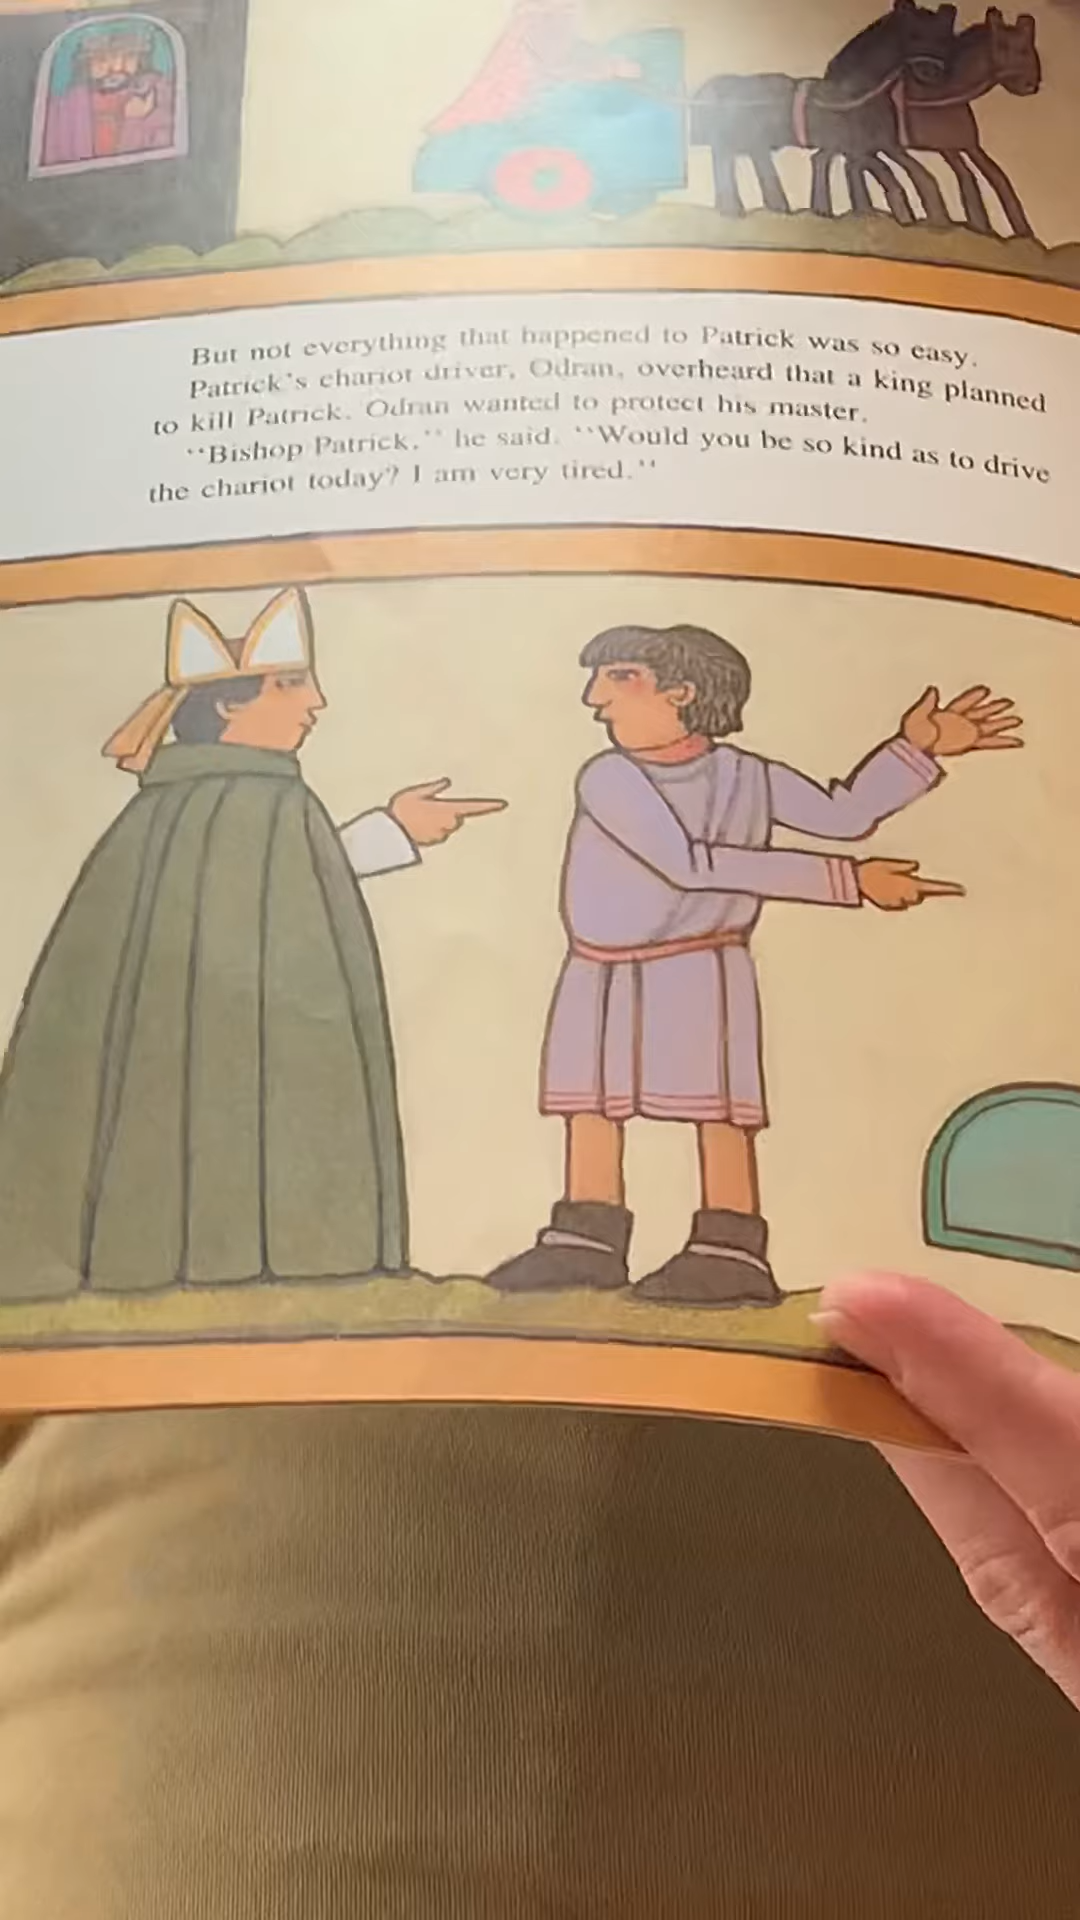 But not everything that happened to Patrick was so easy.
Patrick's chariot driver, Odran, overheard that a king planned
to kill Patrick. Odran wanted to protect his master.
"Bishop Patrick," he said. "Would you be so kind as to drive
the chariot today? I am very tired."